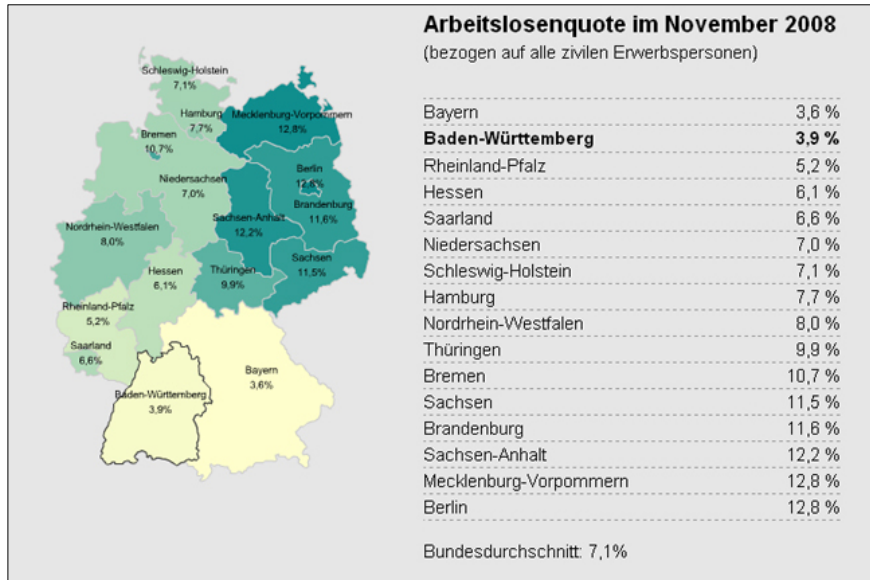 Schleswig-Holstein
7,1%
Hamburg
7,7%
Mecklenburg-Vorpommern
12,8%
Bremen
10,7%
Niedersachsen
7,0%
Berlin
12,8%
Brandenburg
11,6%
Sachsen-Anhalt
12,2%
Nordrhein-Westfalen
8,0%
Hessen
6,1%
Thüringen
9,9%
Sachsen
11,5%
Rheinland-Pfalz
5,2%
Saarland
6,6%
Bayern
3,6%
Baden-Württemberg
3,9%
Arbeitslosenquote im November 2008
(bezogen auf alle zivilen Erwerbspersonen)
Bayern 3,6 %
Baden-Württemberg 3,9 %
Rheinland-Pfalz 5,2 %
Hessen 6,1 %
Saarland 6,6 %
Niedersachsen 7,0 %
Schleswig-Holstein 7,1 %
Hamburg 7,7 %
Nordrhein-Westfalen 8,0 %
Thüringen 9,9 %
Bremen 10,7 %
Sachsen 11,5 %
Brandenburg 11,6 %
Sachsen-Anhalt 12,2 %
Mecklenburg-Vorpommern 12,8 %
Berlin 12,8 %
Bundesdurchschnitt: 7,1%